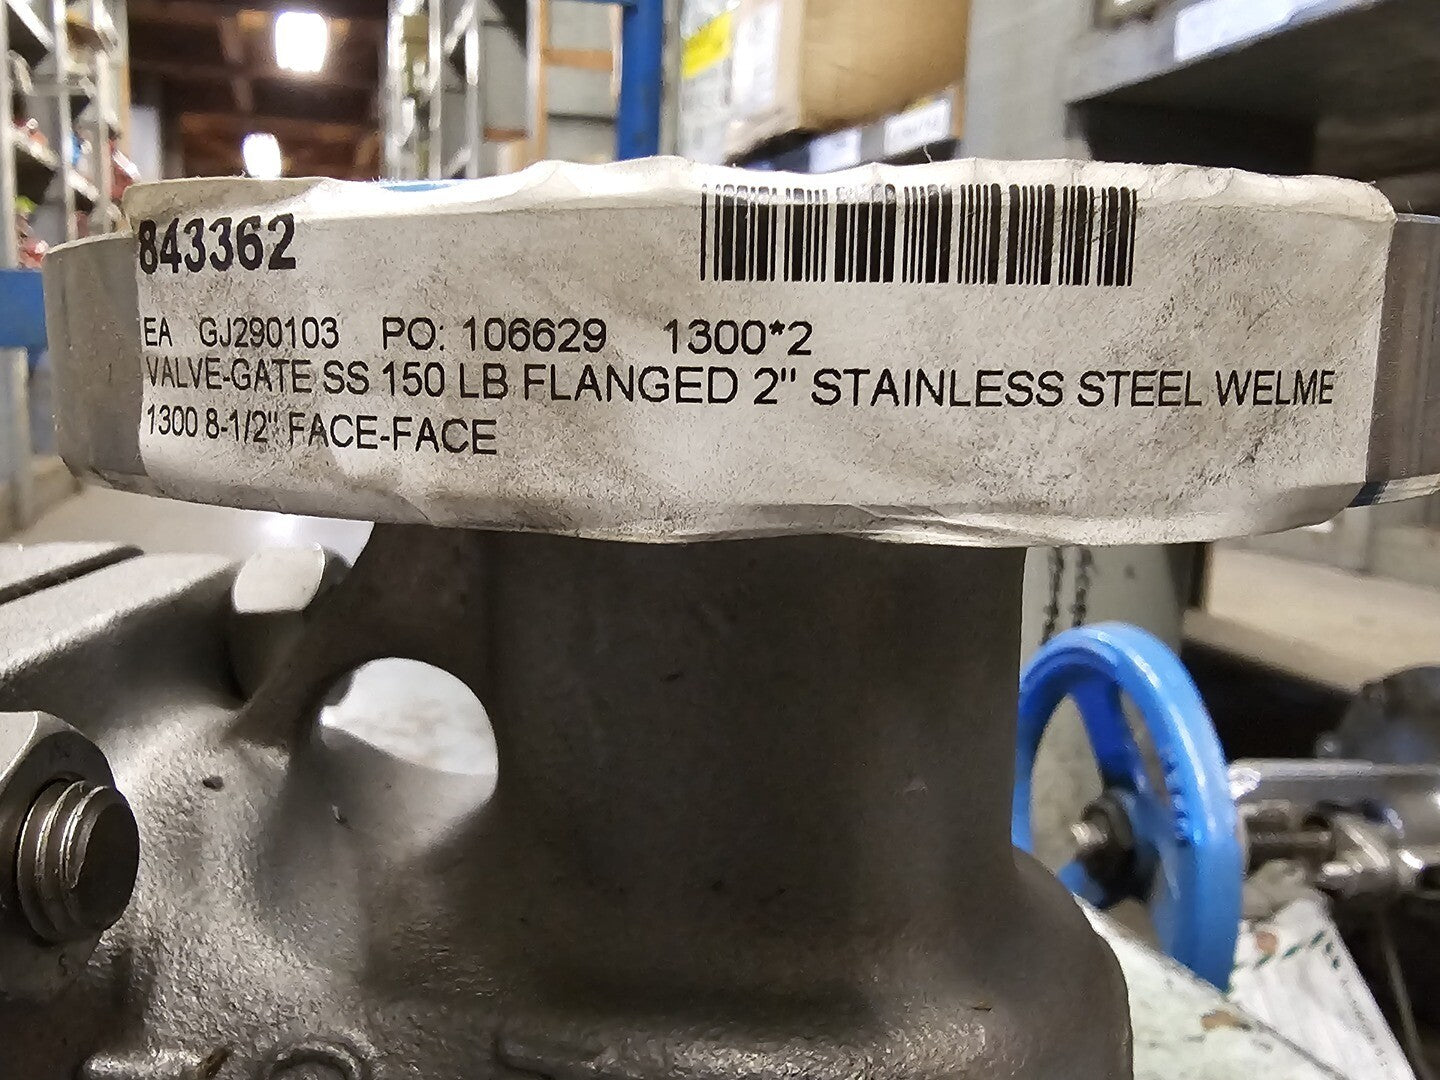 843362
EA GJ290103 PO: 106629 1300*2
VALVE-GATE SS 150 LB FLANGED 2" STAINLESS STEEL WELME
1300 8-1/2" FACE-FACE